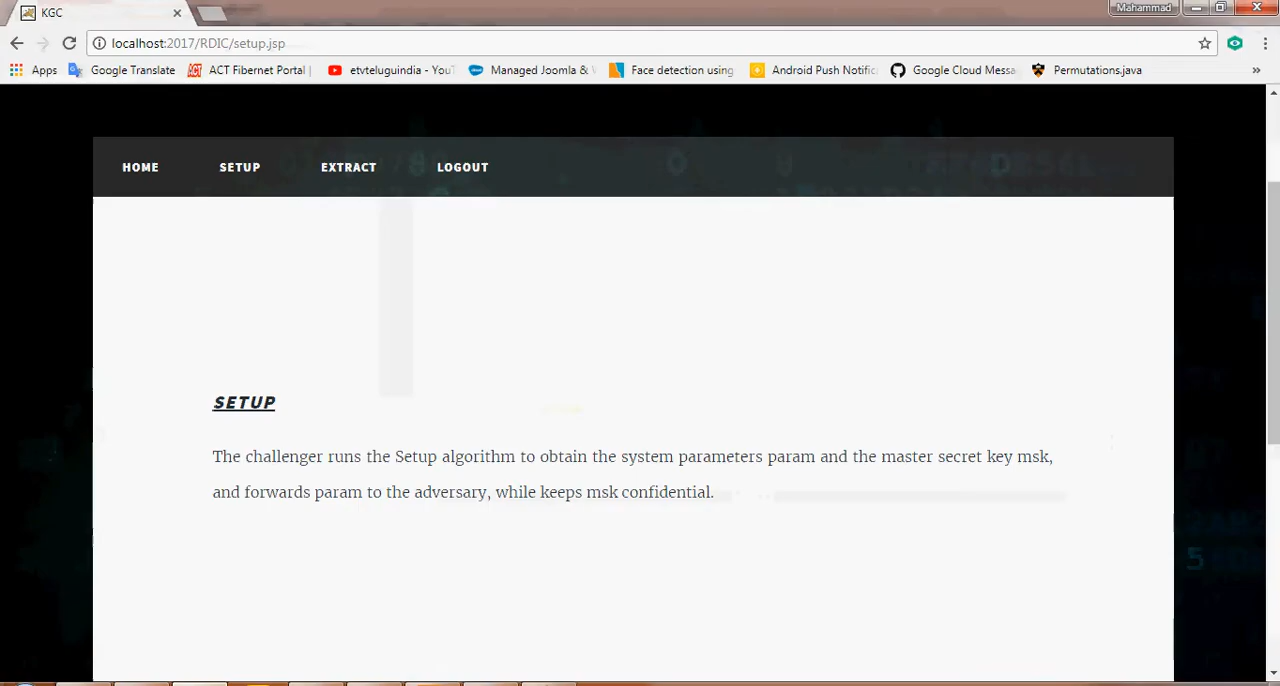 KGC
Mahammad
localhost:2017/RDIC/setup.jsp
Apps Google Translate ACT Fibernet Portal | etvteluguindia - YouT Managed Joomla & Face detection using Android Push Notific Google Cloud Messa Permutations.java »
HOME SETUP EXTRACT LOGOUT
SETUP
The challenger runs the Setup algorithm to obtain the system parameters param and the master secret key msk,
and forwards param to the adversary, while keeps msk confidential.